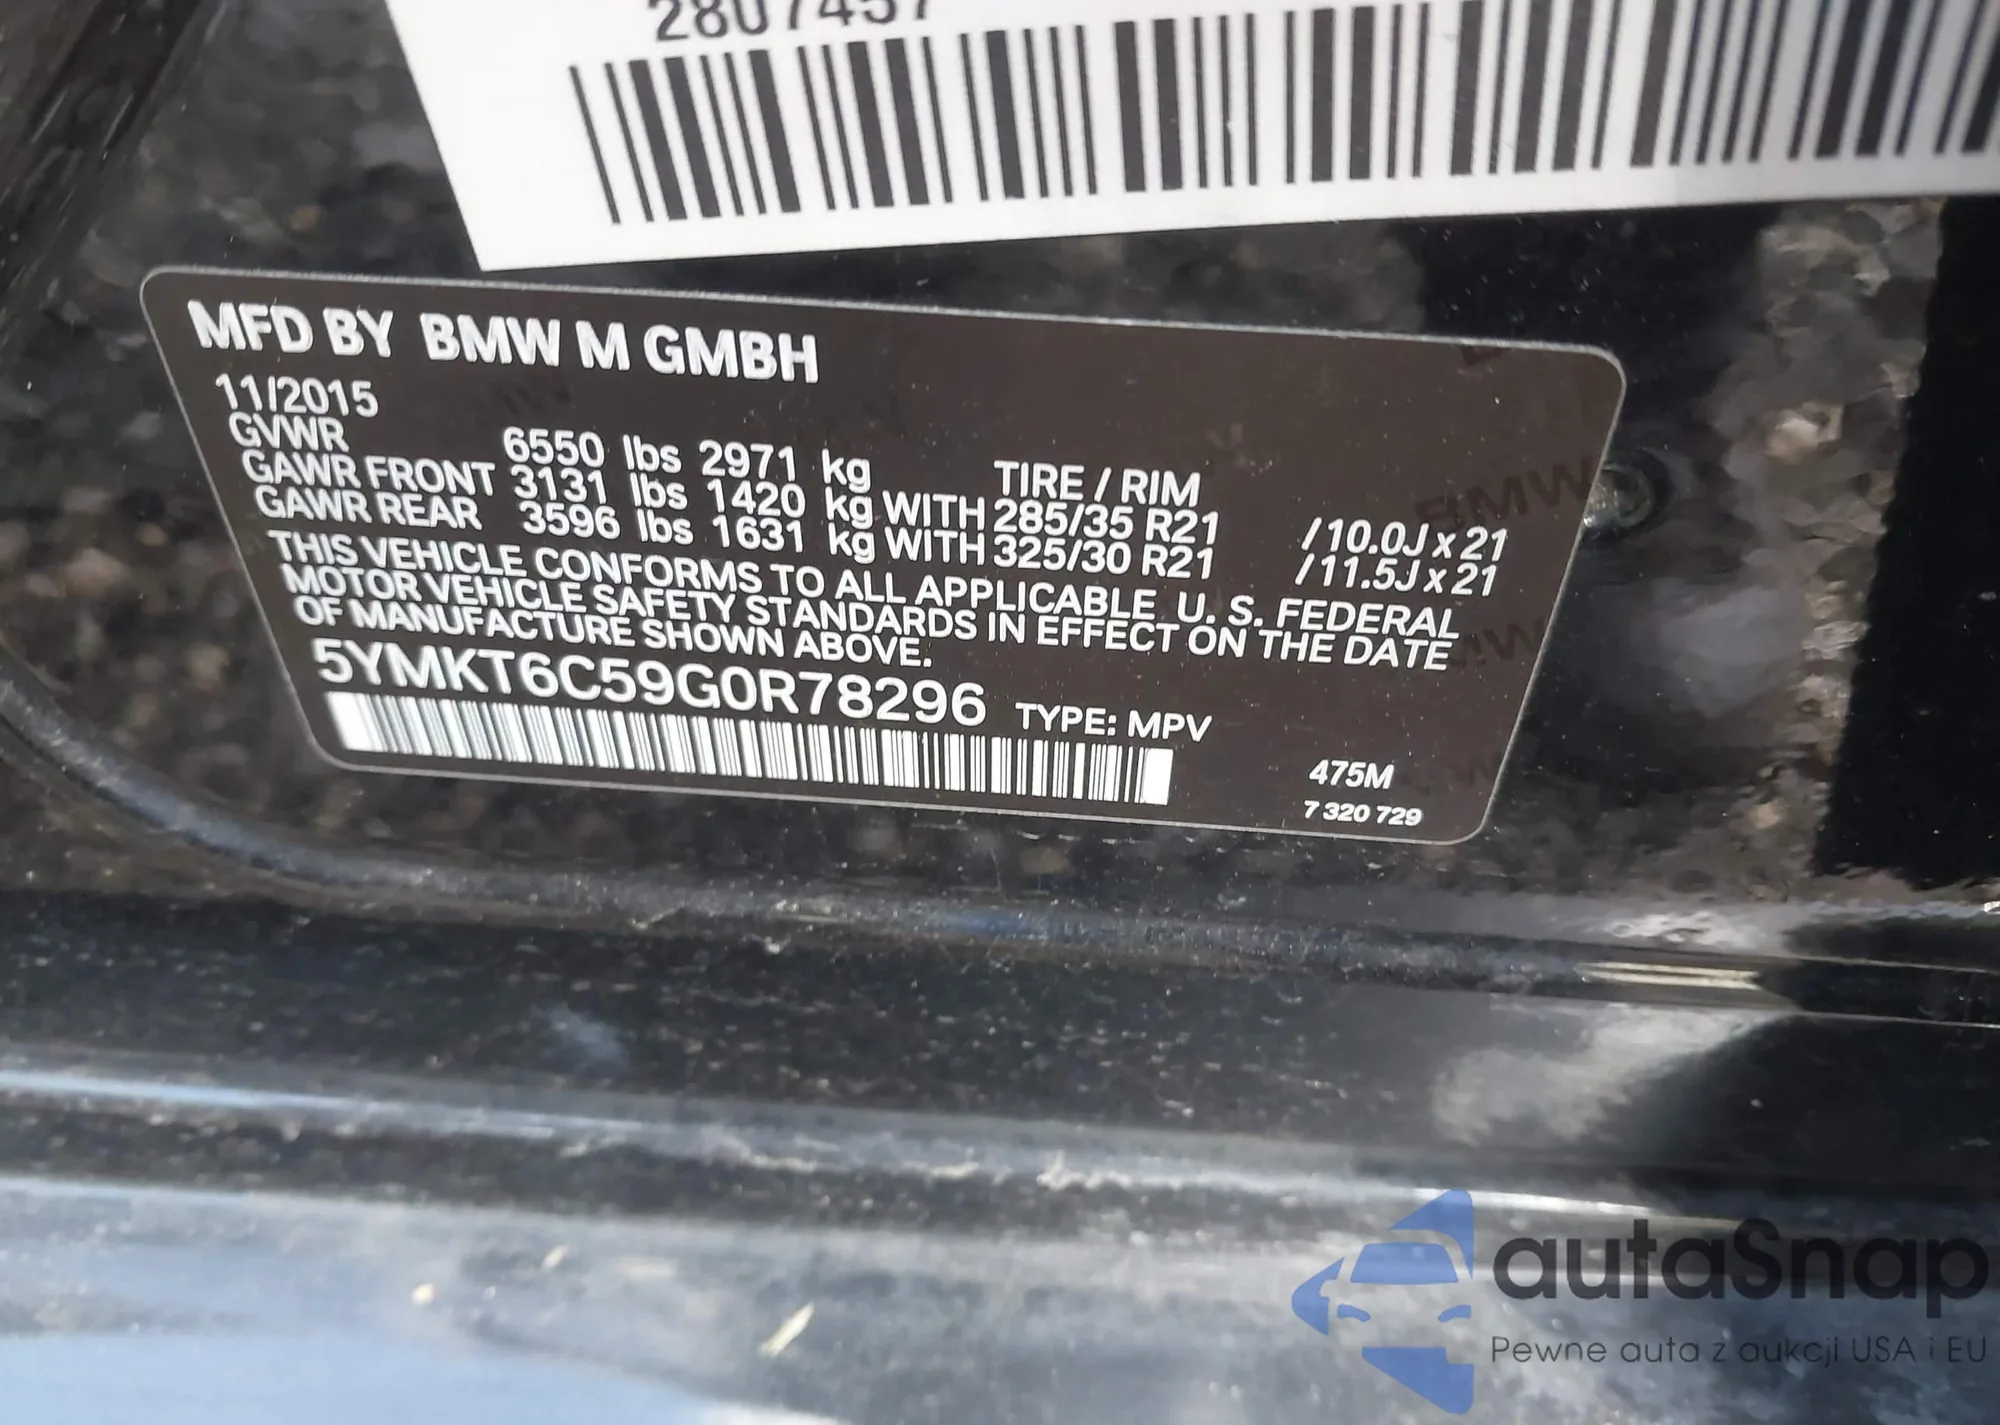 2807457
MFD BY BMW M GMBH
11/2015
GVWR 6550 lbs 2971 kg TIRE / RIM
GAWR FRONT 3131 lbs 1420 kg WITH 285/35 R21 /10.0J x 21
GAWR REAR 3596 lbs 1631 kg WITH 325/30 R21 /11.5J x 21
THIS VEHICLE CONFORMS TO ALL APPLICABLE U. S. FEDERAL
MOTOR VEHICLE SAFETY STANDARDS IN EFFECT ON THE DATE
OF MANUFACTURE SHOWN ABOVE.
5YMKT6C59G0R78296 TYPE: MPV
475M
7 320 729
autaSnap
Pewne auta z aukcji USA i EU